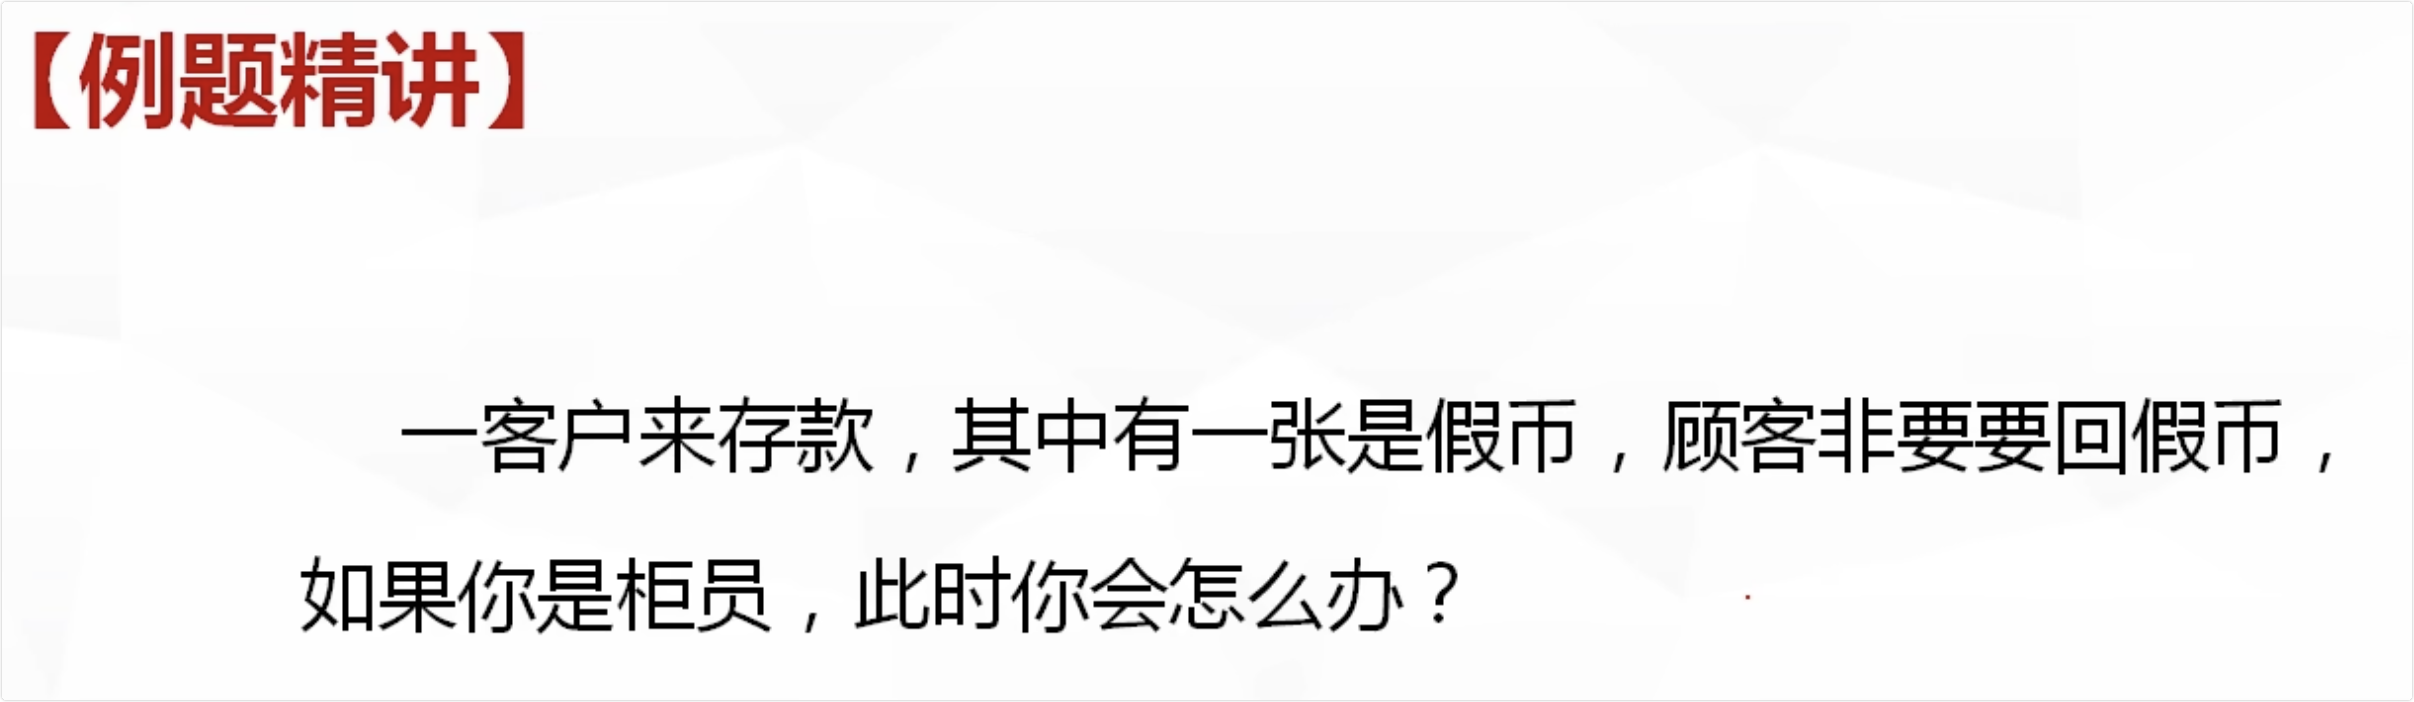 【例题精讲】
一客户来存款，其中有一张是假币，顾客非要要回假币，
如果你是柜员，此时你会怎么办？